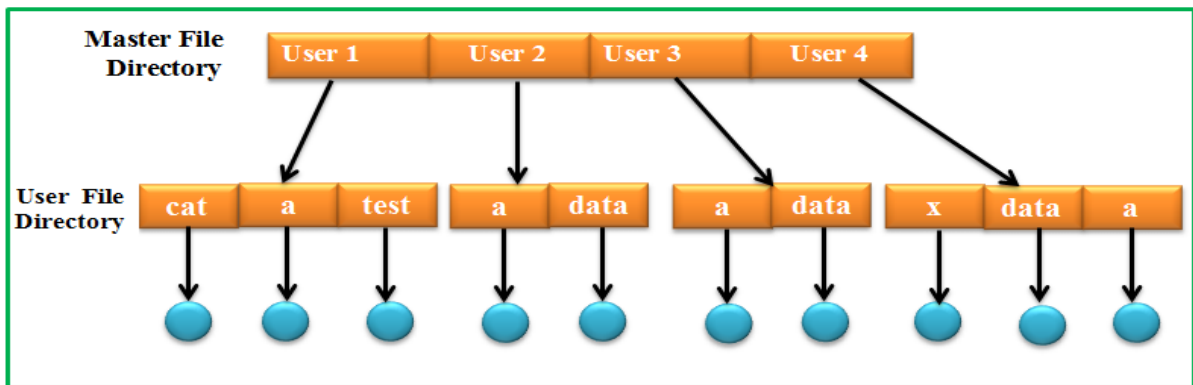 Master File
Directory
User 1 User 2 User 3 User 4
User File
Directory
cat a test a data a data x data a